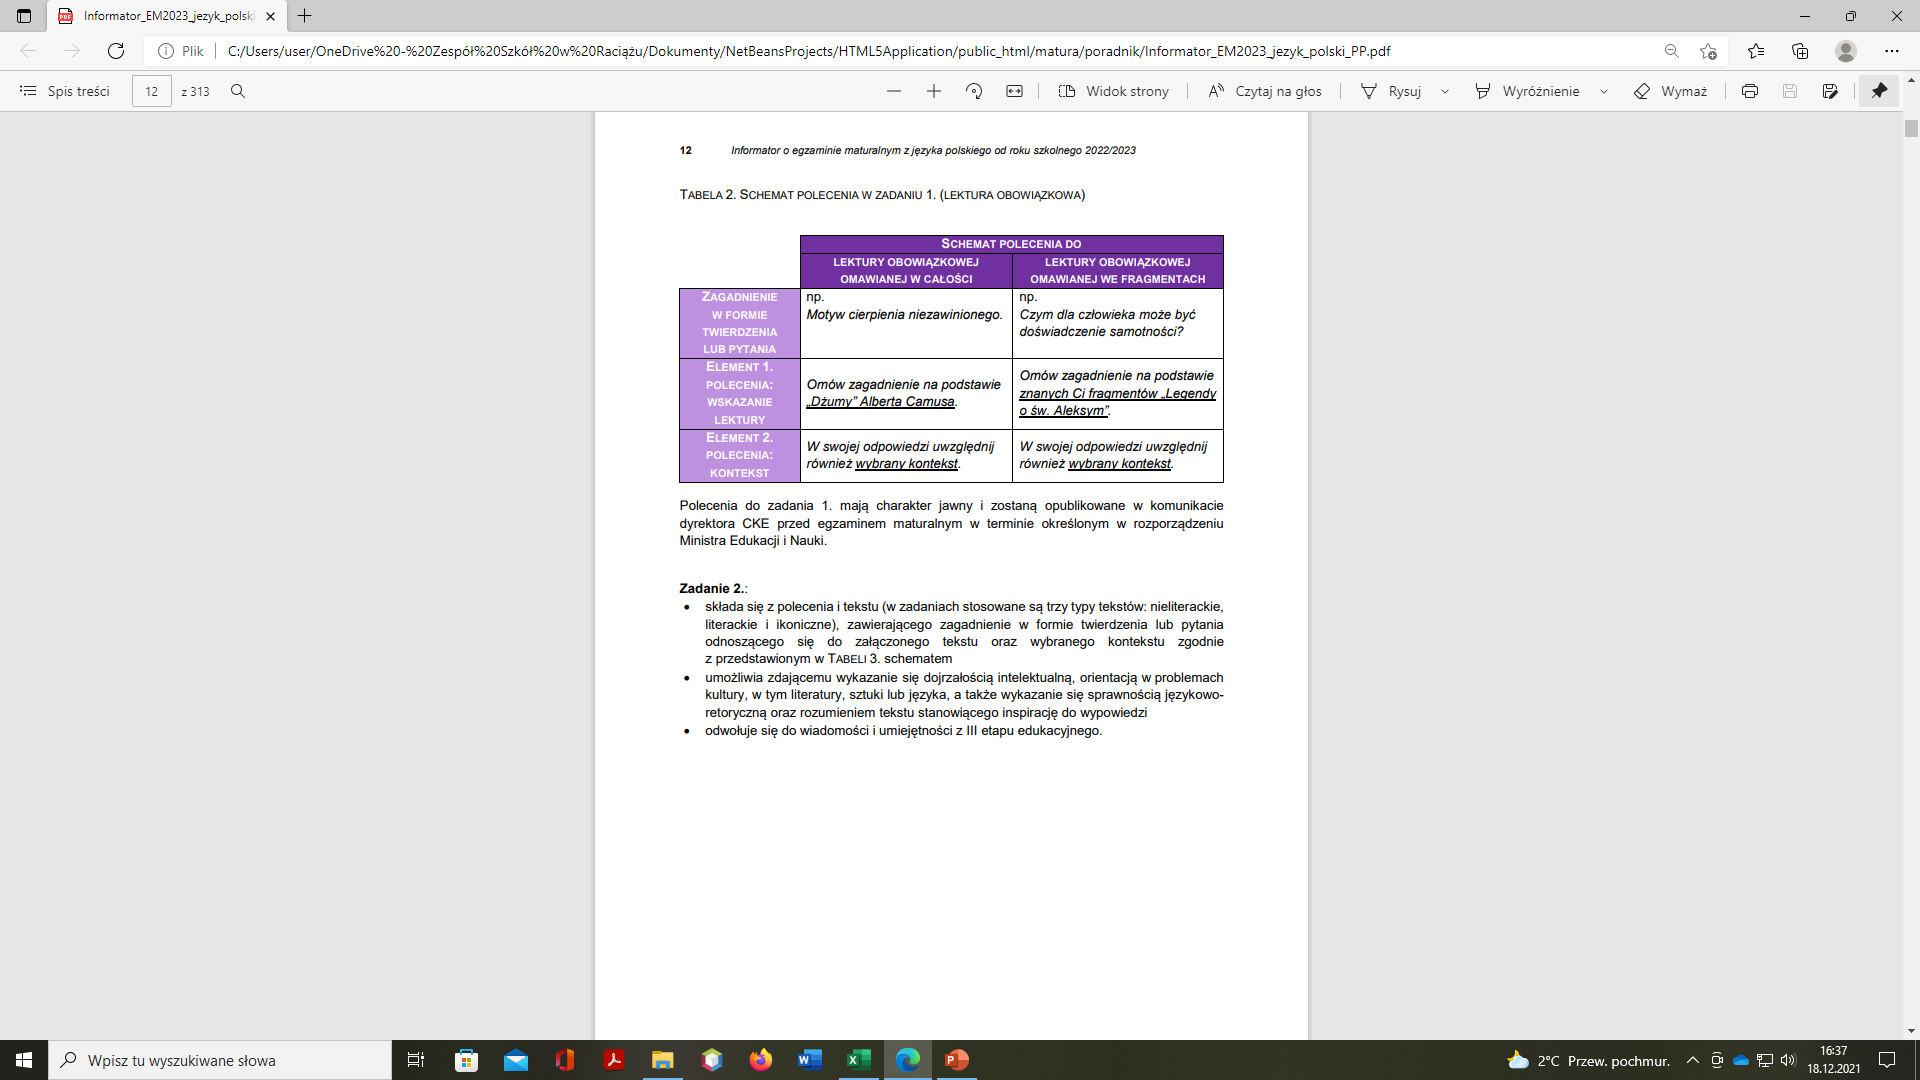 Informator_EM2023_jezyk_polski
Plik
C:/Users/user/OneDrive%20-%20Zespół%20Szkół%20w%20Raciążu/Dokumenty/NetBeansProjects/HTML5Application/public_html/matura/poradnik/Informator_EM2023_jezyk_polski_PP.pdf
Spis treści
12
z 313
Widok strony
Czytaj na głos
Rysuj
Wyróżnienie
Wymaż
12 Informator o egzaminie maturalnym z języka polskiego od roku szkolnego 2022/2023
TABELA 2. SCHEMAT POLECENIA W ZADANIU 1. (LEKTURA OBOWIĄZKOWA)
SCHEMAT POLECENIA DO
LEKTURY OBOWIĄZKOWEJ
OMAWIANEJ W CAŁOŚCI
LEKTURY OBOWIĄZKOWEJ
OMAWIANEJ WE FRAGMENTACH
ZAGADNIENIE
W FORMIE
TWIERDZENIA
LUB PYTANIA
np.
Motyw cierpienia niezawinionego.
np.
Czym dla człowieka może być
doświadczenie samotności?
ELEMENT 1.
POLECENIA:
WSKAZANIE
LEKTURY
Omów zagadnienie na podstawie
„Dżumy” Alberta Camusa.
Omów zagadnienie na podstawie
znanych Ci fragmentów „Legendy
o św. Aleksym”.
ELEMENT 2.
POLECENIA:
KONTEKST
W swojej odpowiedzi uwzględnij
również wybrany kontekst.
W swojej odpowiedzi uwzględnij
również wybrany kontekst.
Polecenia do zadania 1. mają charakter jawny i zostaną opublikowane w komunikacie
dyrektora CKE przed egzaminem maturalnym w terminie określonym w rozporządzeniu
Ministra Edukacji i Nauki.
Zadanie 2.:
• składa się z polecenia i tekstu (w zadaniach stosowane są trzy typy tekstów: nieliterackie,
literackie i ikoniczne), zawierającego zagadnienie w formie twierdzenia lub pytania
odnoszącego się do załączonego tekstu oraz wybranego kontekstu zgodnie
z przedstawionym w TABELI 3. schematem
• umożliwia zdającemu wykazanie się dojrzałością intelektualną, orientacją w problemach
kultury, w tym literatury, sztuki lub języka, a także wykazanie się sprawnością językowo-
retoryczną oraz rozumieniem tekstu stanowiącego inspirację do wypowiedzi
• odwołuje się do wiadomości i umiejętności z III etapu edukacyjnego.
Wpisz tu wyszukiwane słowa
2°C Przew. pochmur.
16:37
18.12.2021